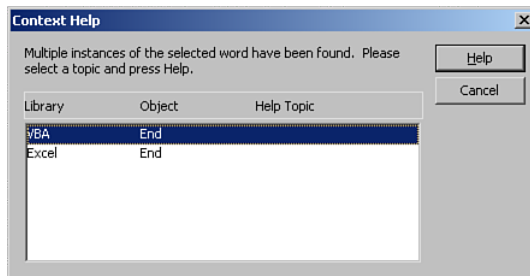 Context Help
Multiple instances of the selected word have been found. Please
select a topic and press Help.
Help
Cancel
Library Object Help Topic
VBA End
Excel End